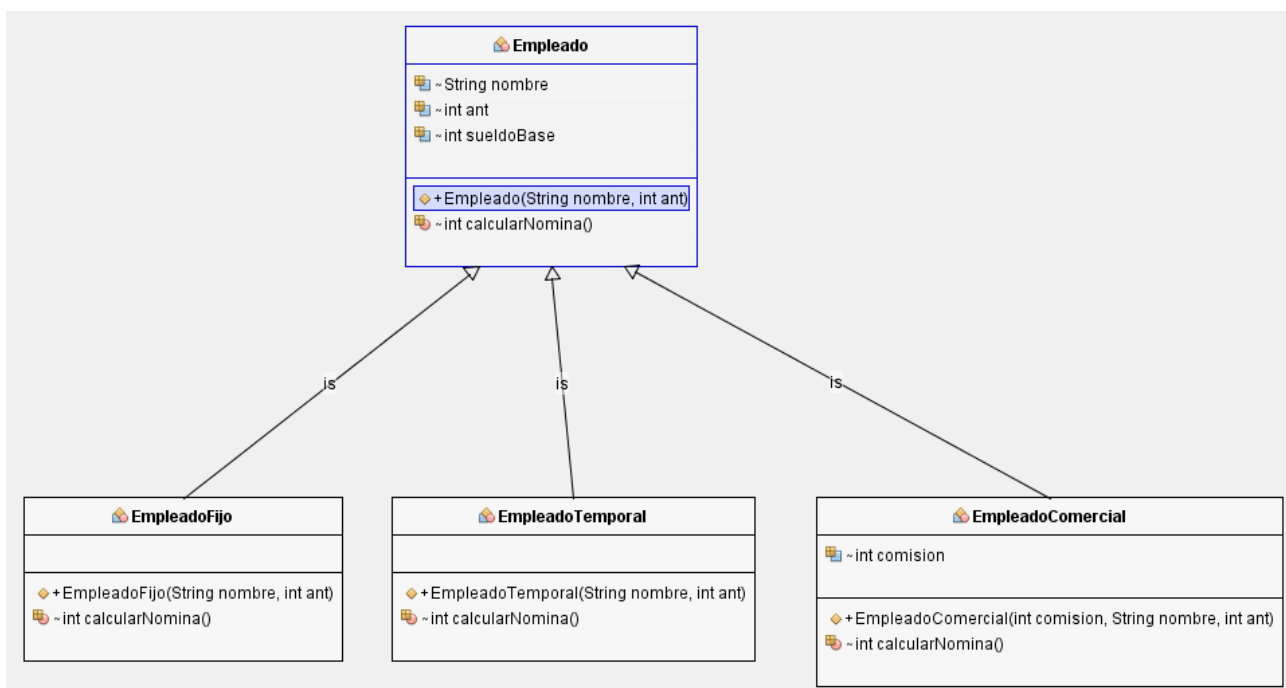 Empleado
~String nombre
~int ant
~int sueldoBase
+Empleado(String nombre, int ant)
~int calcularNomina()
is
is
is
EmpleadoFijo
+EmpleadoFijo(String nombre, int ant)
~int calcularNomina()
EmpleadoTemporal
+EmpleadoTemporal(String nombre, int ant)
~int calcularNomina()
EmpleadoComercial
~int comision
+EmpleadoComercial(int comision, String nombre, int ant)
~int calcularNomina()